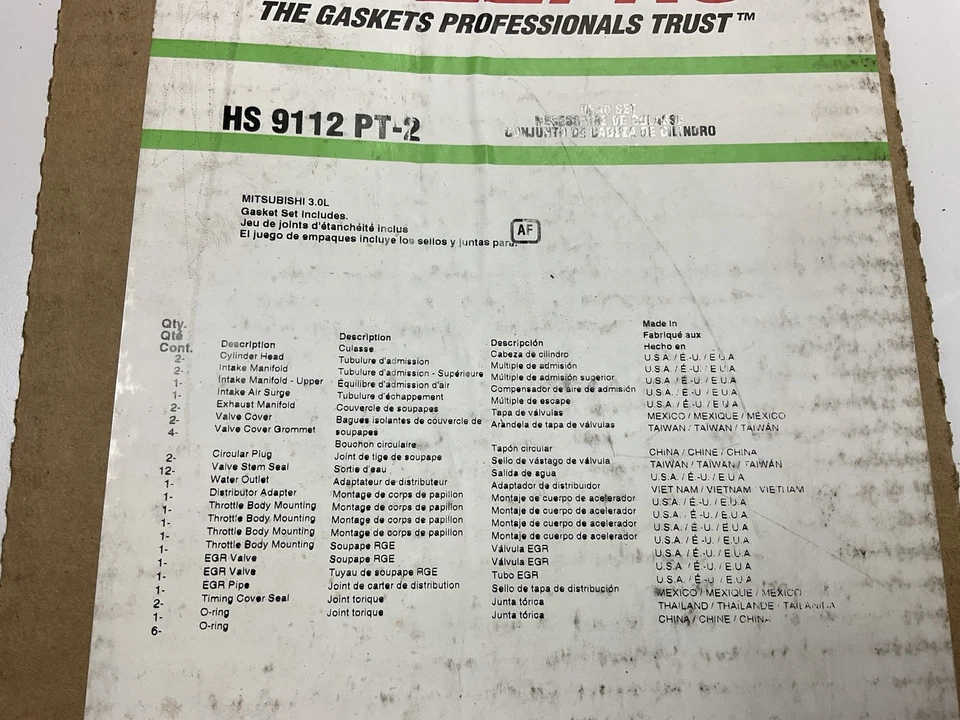 THE GASKETS PROFESSIONALS TRUST™
HS 9112 PT-2
CONJUNTO DE CABEZA DE CILINDRO
MITSUBISHI 3.0L
Gasket Set Includes.
Jeu de joints d'étanchéité inclus
El juego de empaques incluye los sellos y juntas para:
AF
Qty.
Qté
Cont. Description Description Descripción Made in
Fabriqué aux
Hecho en
2- Cylinder Head Culasse Cabeza de cilindro U.S.A. / É.-U. / E.U.A
2- Intake Manifold Tubulure d'admission Múltiple de admisión U.S.A. / É.-U. / E.U.A
1- Intake Manifold - Upper Tubulure d'admission - Supérieure Múltiple de admisión superior U.S.A. / É.-U. / E.U.A
1- Intake Air Surge Équilibre d'admission d'air Compensador de aire de admisión U.S.A. / É.-U. / E.U.A
2- Exhaust Manifold Tubulure d'échappement Múltiple de escape U.S.A. / É.-U. / E.U.A
2- Valve Cover Couvercle de soupapes Tapa de válvulas MEXICO / MEXIQUE / MÉXICO
4- Valve Cover Grommet Bagues isolantes de couvercle de Arandela de tapa de válvulas TAIWAN / TAÏWAN / TAIWÁN
soupapes
2- Circular Plug Bouchon circulaire Tapón circular CHINA / CHINE / CHINA
12- Valve Stem Seal Joint de tige de soupape Sello de vástago de válvula TAIWAN / TAÏWAN / TAIWÁN
1- Water Outlet Sortie d'eau Salida de agua U.S.A. / É.-U. / E.U.A
1- Distributor Adapter Adaptateur de distributeur Adaptador de distribuidor VIET NAM / VIETNAM / VIETNAM
1- Throttle Body Mounting Montage de corps de papillon Montaje de cuerpo de acelerador U.S.A. / É.-U. / E.U.A
1- Throttle Body Mounting Montage de corps de papillon Montaje de cuerpo de acelerador U.S.A. / É.-U. / E.U.A
1- Throttle Body Mounting Montage de corps de papillon Montaje de cuerpo de acelerador U.S.A. / É.-U. / E.U.A
1- Throttle Body Mounting Montage de corps de papillon Montaje de cuerpo de acelerador U.S.A. / É.-U. / E.U.A
1- EGR Valve Soupape RGE Válvula EGR U.S.A. / É.-U. / E.U.A
1- EGR Valve Soupape RGE Válvula EGR U.S.A. / É.-U. / E.U.A
1- EGR Pipe Tuyau de soupape RGE Tubo EGR U.S.A. / É.-U. / E.U.A
2- Timing Cover Seal Joint de carter de distribution Sello de tapa de distribución MEXICO / MEXIQUE / MÉXICO
1- O-ring Joint torique Junta tórica THAILAND / THAÏLANDE / TAILANDIA
6- O-ring Joint torique Junta tórica CHINA / CHINE / CHINA